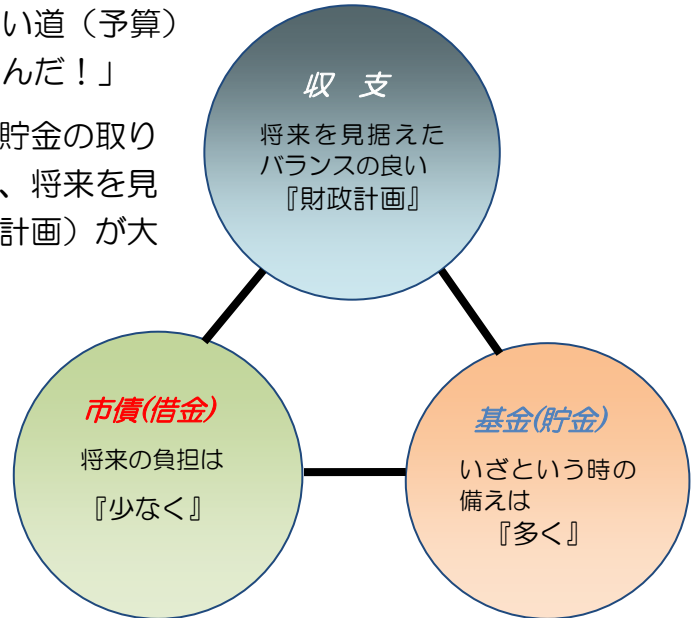 い道（予算）
んだ！」
貯金の取り
、将来を見
計画）が大
収 支
将来を見据えた
バランスの良い
『財政計画』
市債(借金)
将来の負担は
『少なく』
基金(貯金)
いざという時の
備えは
『多く』